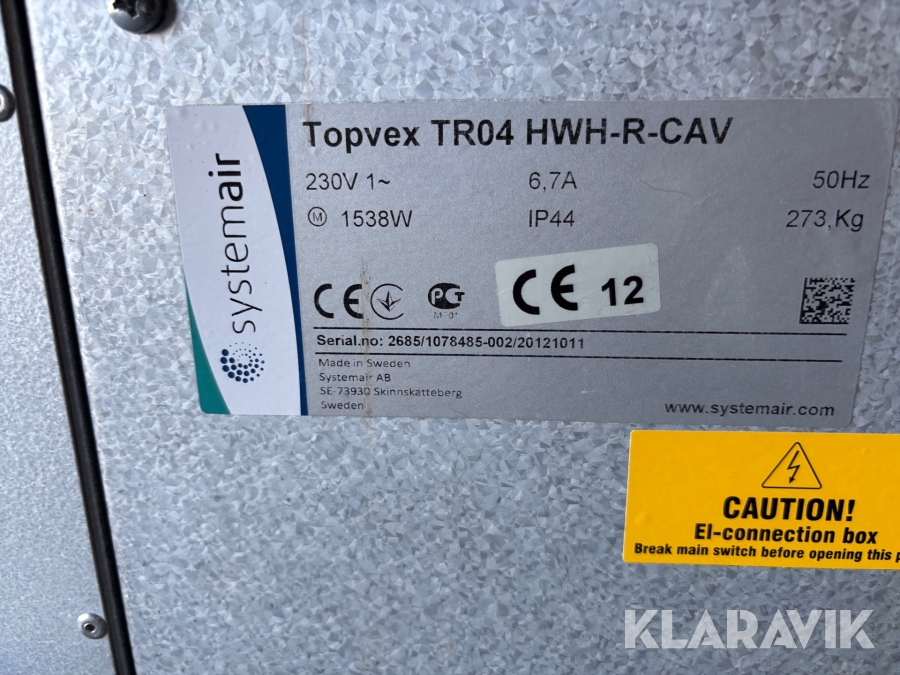 systemair
Topvex TR04 HWH-R-CAV
230V 1~ 6,7A 50Hz
M 1538W IP44 273,Kg
CE CE 12
Serial.no: 2685/1078485-002/20121011
Made in Sweden
Systemair AB
SE-73930 Skinnskatteberg
Sweden
www.systemair.com
CAUTION!
El-connection box
Break main switch before opening this
KLARAVIK